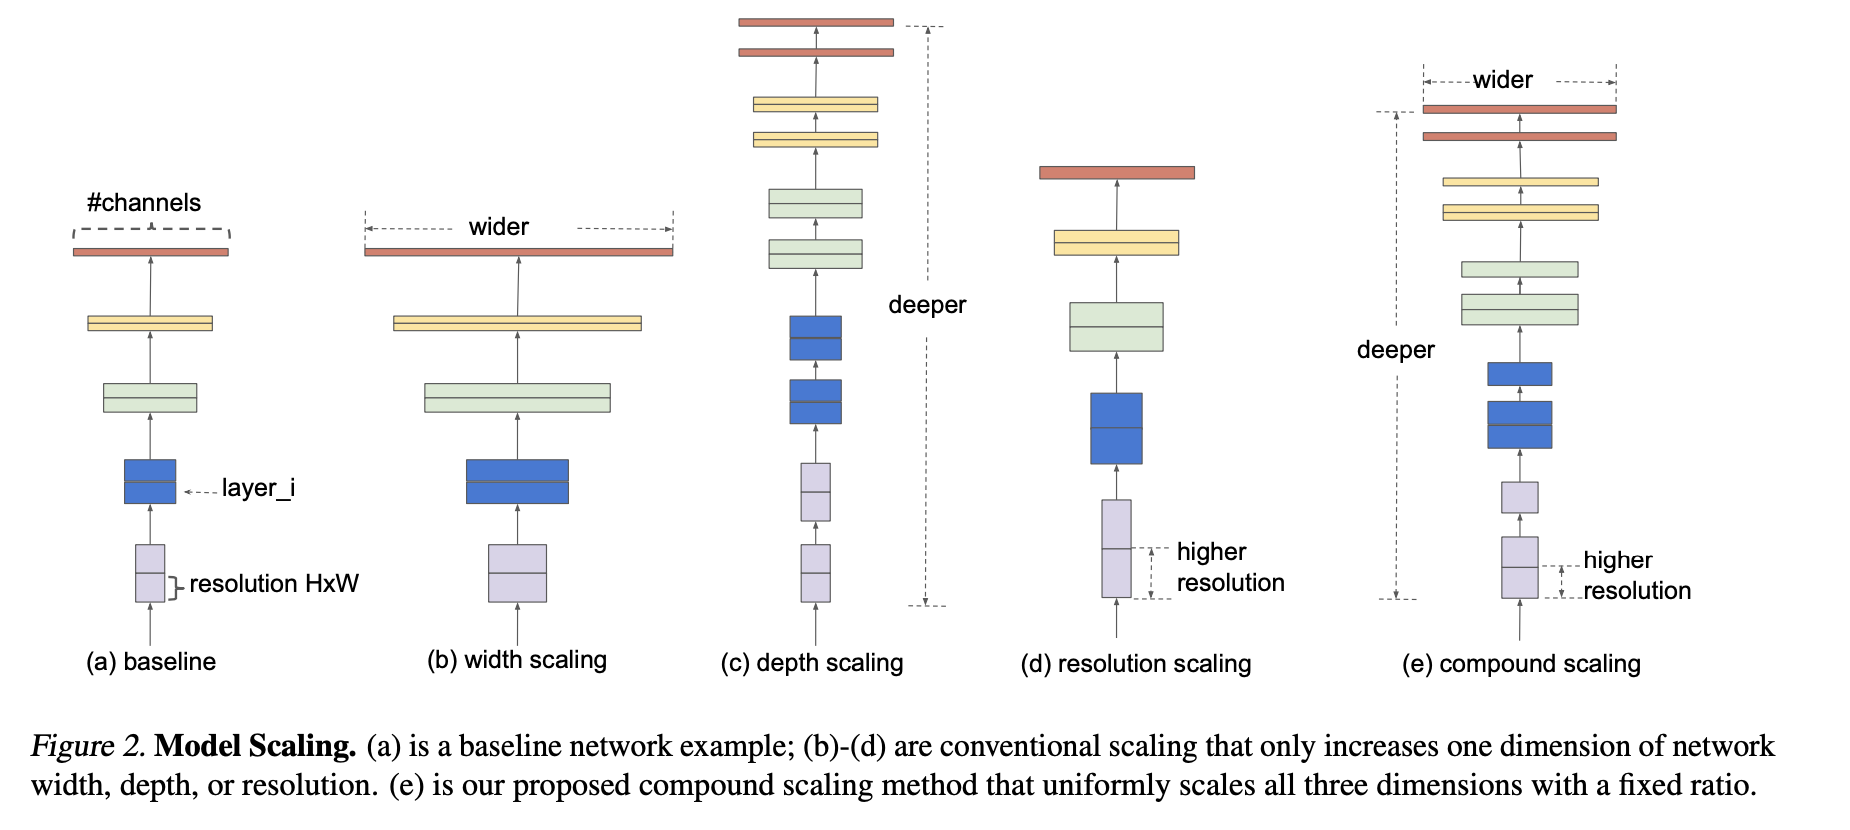 #channels
layer_i
resolution HxW
(a) baseline
wider
(b) width scaling
deeper
(c) depth scaling
higher
resolution
(d) resolution scaling
wider
deeper
higher
resolution
(e) compound scaling
Figure 2. Model Scaling. (a) is a baseline network example; (b)-(d) are conventional scaling that only increases one dimension of network
width, depth, or resolution. (e) is our proposed compound scaling method that uniformly scales all three dimensions with a fixed ratio.